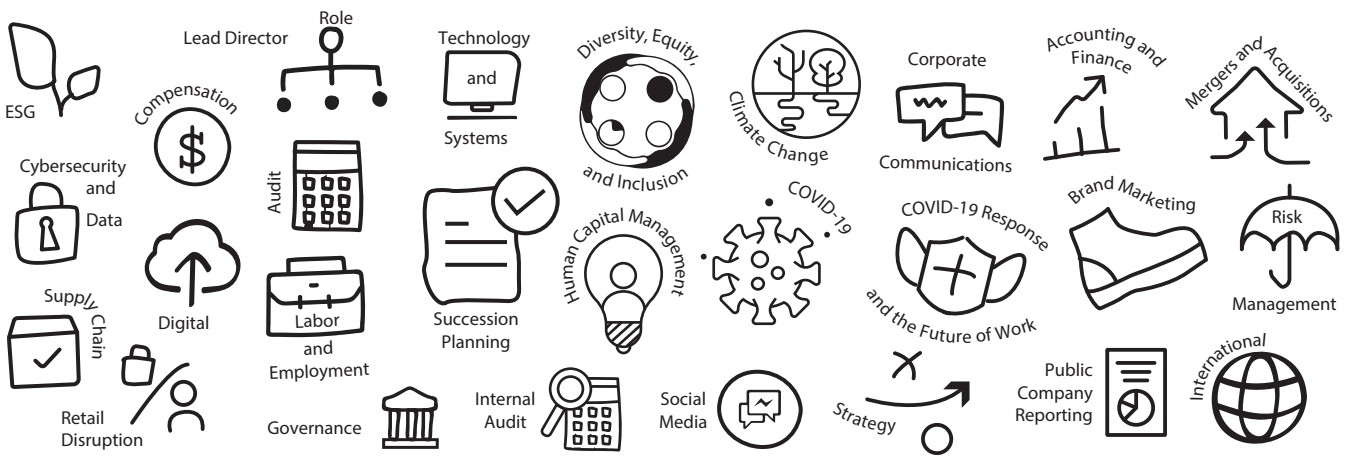 ESG
Lead Director
Role
Compensation
Technology
and
Systems
Diversity, Equity,
and Inclusion
Climate Change
Corporate
Communications
Accounting and
Finance
Mergers and Acquisitions
Cybersecurity
and
Data
Audit
Digital
Labor
and
Employment
Succession
Planning
Human Capital Management
COVID-19
COVID-19 Response
and the Future of Work
Brand Marketing
Risk
Management
Supply Chain
Retail
Disruption
Governance
Internal
Audit
Social
Media
Strategy
Public
Company
Reporting
International